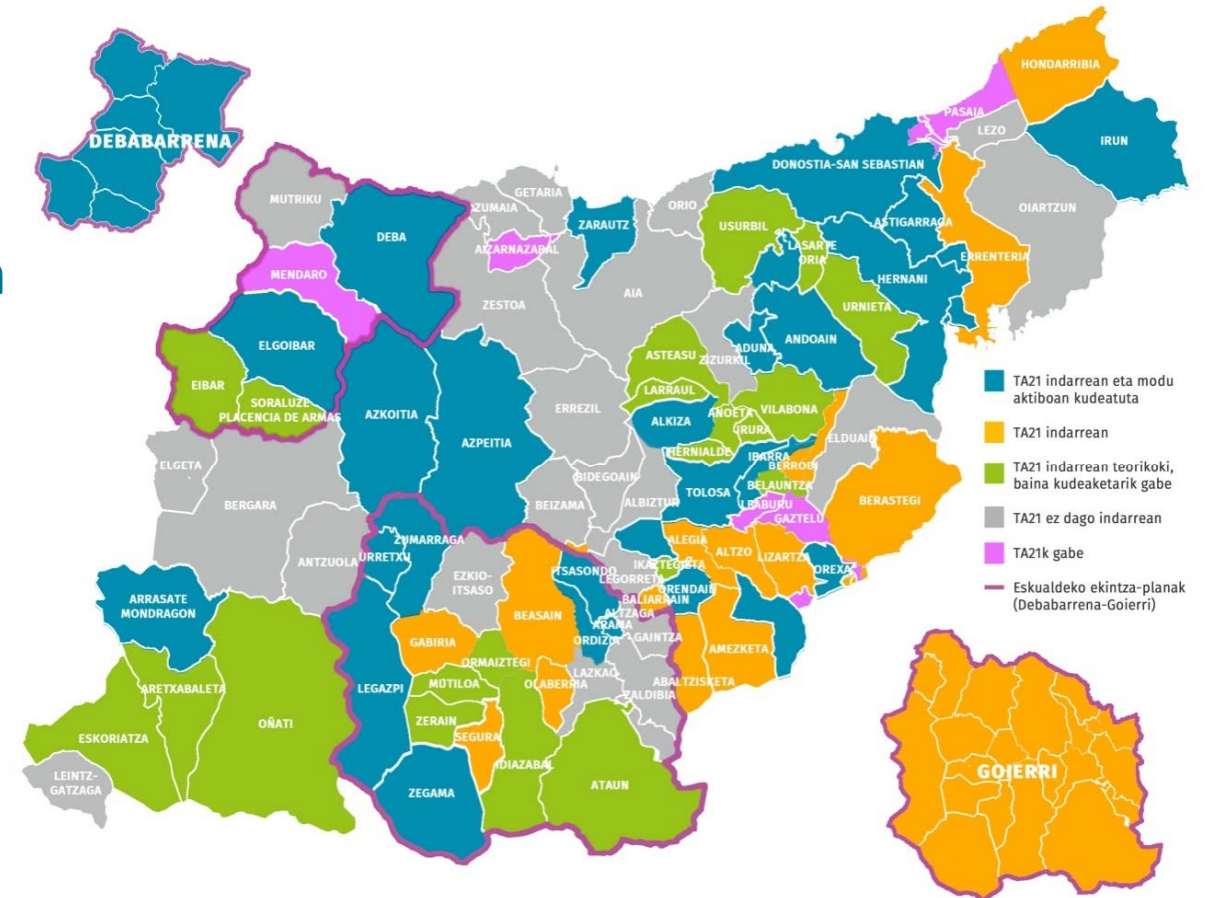 DEBABARRENA
HONDARRIBIA
PASAIA
LEZO
IRUN
DONOSTIA-SAN SEBASTIAN
MUTRIKU
GETARIA
ZUMAIA
ORIO
OIARTZUN
DEBA
ZARAUTZ
USURBIL
ASTIGARRAGA
LASARTE
ORIA
AIZARNAZABAL
ERRENTERIA
MENDARO
HERNANI
AIA
ZESTOA
URNIETA
ELGOIBAR
ANDOAIN
ADUNA
ASTEASU
ZIZURKIL
EIBAR
LARRAUL
SORALUZE
PLACENCIA DE ARMAS
AZKOITIA
ERREZIL
ANOETA
VILABONA
ALKIZA
URURA
AZPEITIA
ELDUAIN
HERNIALDE
IBARRA
BERROBI
ELGETA
BIDEGOAIN
BELAUNTZA
TOLOSA
BERASTEGI
BERGARA
BEIZAMA
ALBIZTUR
GAZTELU
ZUMARRAGA
ALEGIA
URRETXU
ALTZO
LIZARTZA
ANTZUOLA
IKAZTEGIETA
OREXA
ITSASONDO
EZKIO-
ITSASO
LEGORRETA
ORENDAIN
ARRASATE
MONDRAGON
BALIARRAIN
BEASAIN
ALTZAGA
ARAMA
GABIRIA
ORDIZIA
GAINTZA
AMEZKETA
ORMAIZTEGI
LAZKAO
ABALTZISKETA
MUTILOA
OLABERRIA
ARETXABALETA
LEGAZPI
ZALDIBIA
ZERAIN
OÑATI
SEGURA
ESKORIATZA
IDIAZABAL
ATAUN
LEINTZ-
GATZAGA
ZEGAMA
TA21 indarrean eta modu
aktiboan kudeatuta
TA21 indarrean
TA21 indarrean teorikoki,
baina kudeaketarik gabe
TA21 ez dago indarrean
TA21k gabe
Eskualdeko ekintza-planak
(Debabarrena-Goierri)
GOIERRI